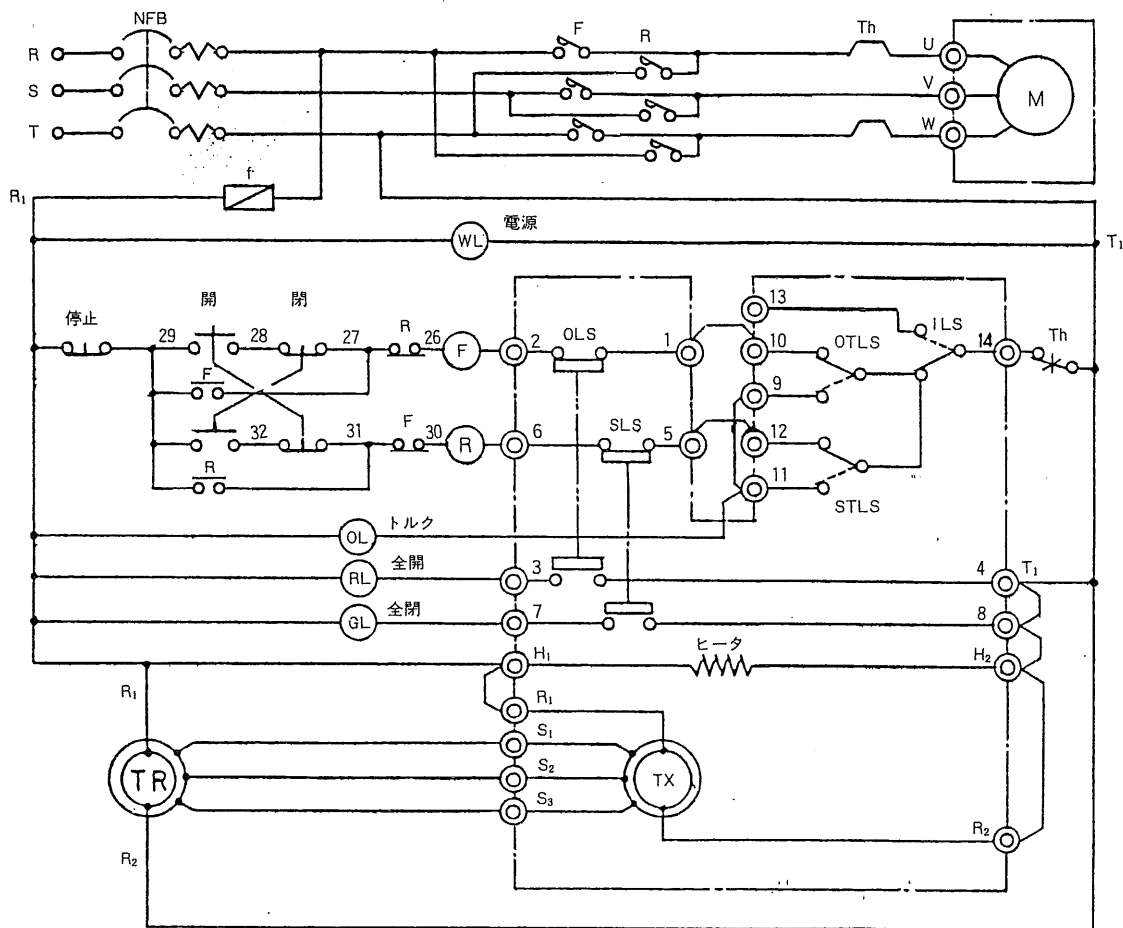 NFB
F
R
Th
R
U
S
V
M
T
W
f
R₁
電源
WL
T₁
開
閉
停止
29
28
27
R
26
F
2
OLS
1
13
ILS
10
OTLS
14
Th
F
9
32
31
F
30
R
6
SLS
5
12
R
11
STLS
OL
トルク
RL
全開
3
4
T₁
GL
全閉
7
8
H₁
ヒータ
H₂
R₁
R₁
S₁
TR
S₂
TX
S₃
R₂
R₂